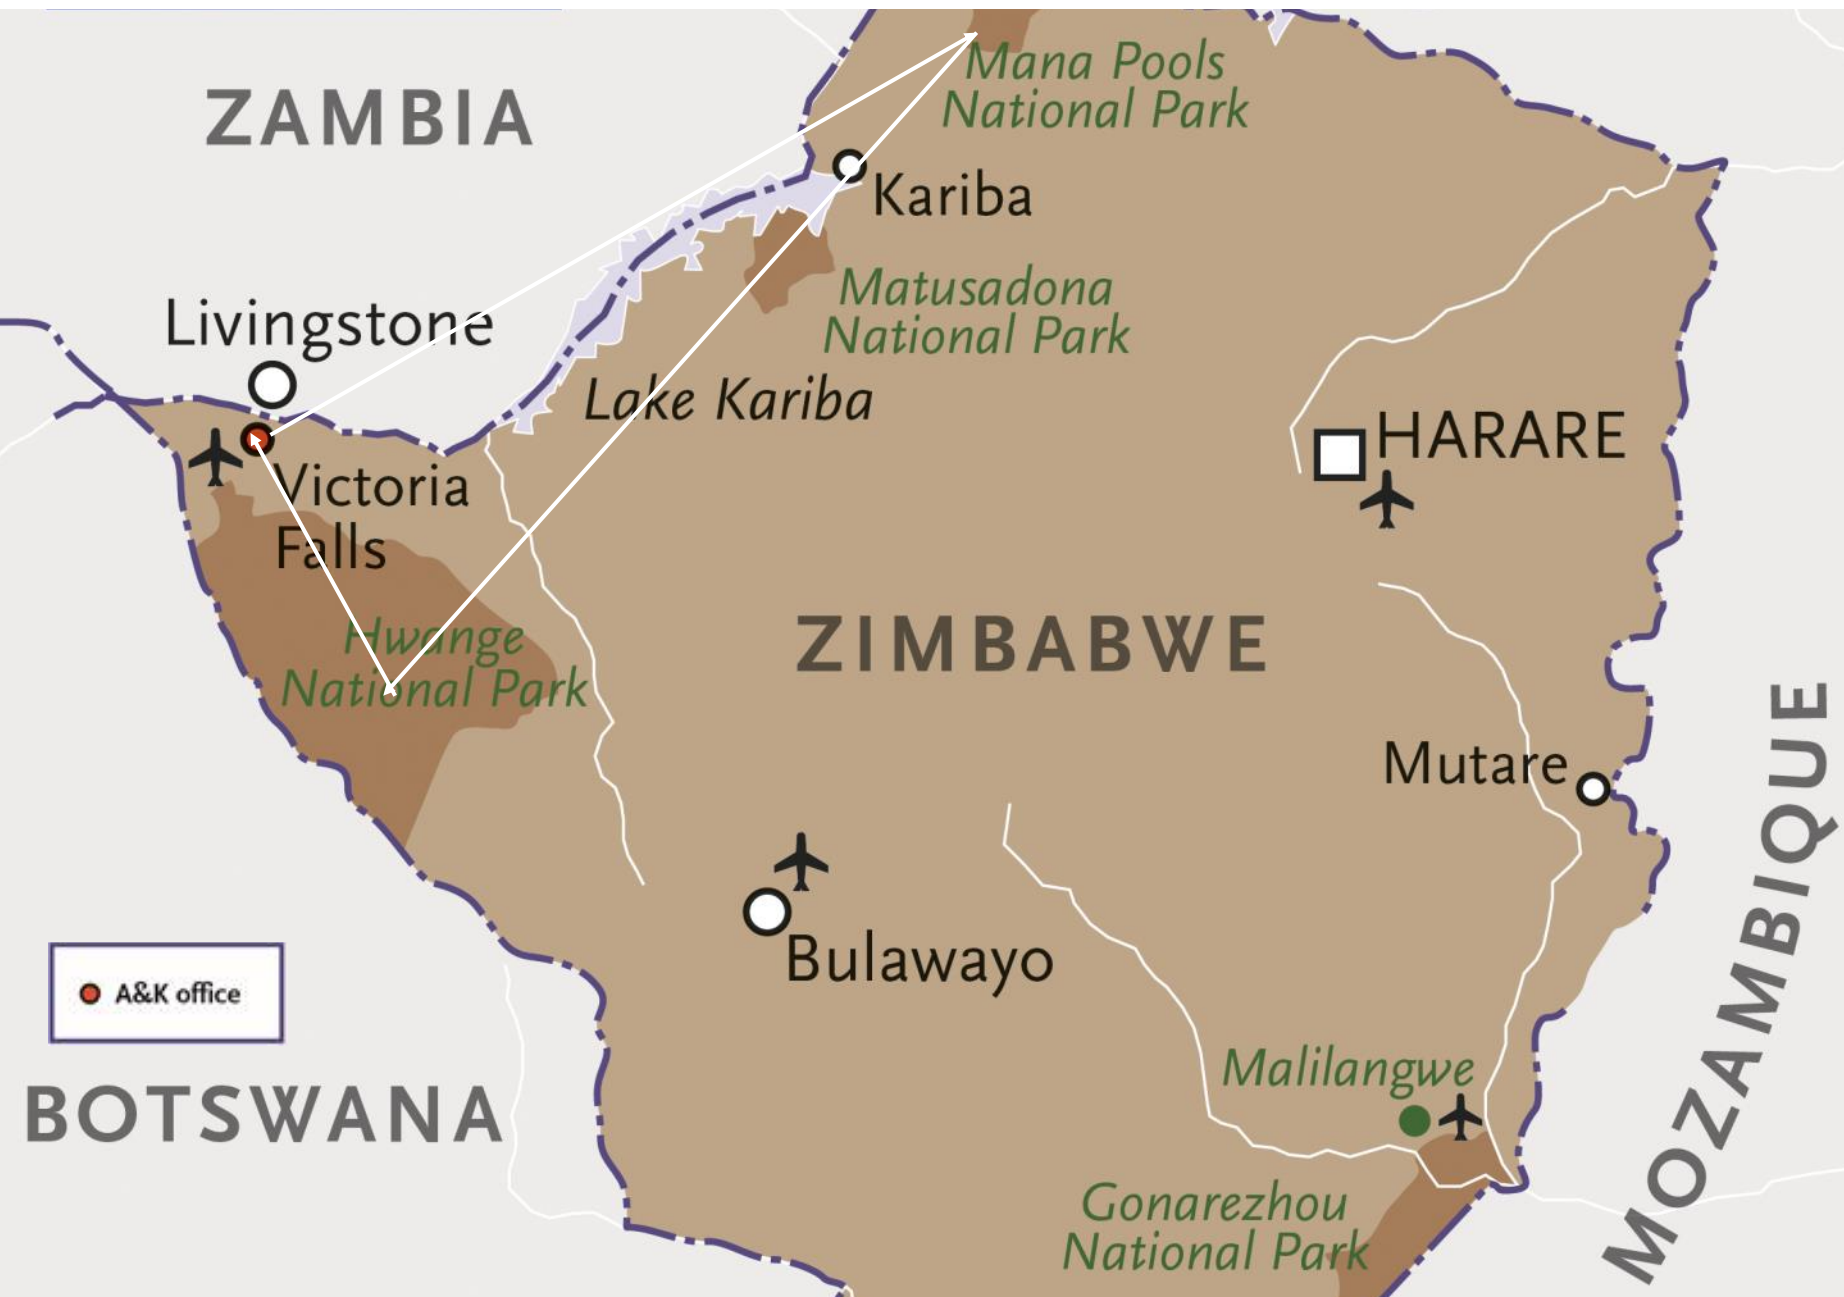 Mana Pools
National Park
ZAMBIA
Kariba
Matusadona
National Park
Livingstone
Lake Kariba
HARARE
Victoria
Falls
Hwange
National Park
ZIMBABWE
Mutare
MOZAMBIQUE
Bulawayo
A&K office
BOTSWANA
Malilangwe
Gonarezhou
National Park